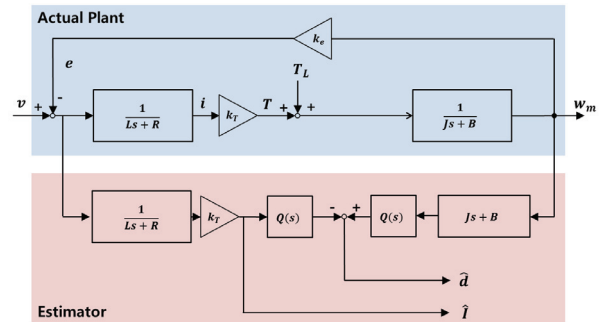 Actual Plant
k_e
e
T_L
v + -
1 / Ls + R
i
k_T
T + +
1 / Js + B
w_m
1 / Ls + R
k_T
Q(s)
- +
Q(s)
Js + B
d̂
Î
Estimator